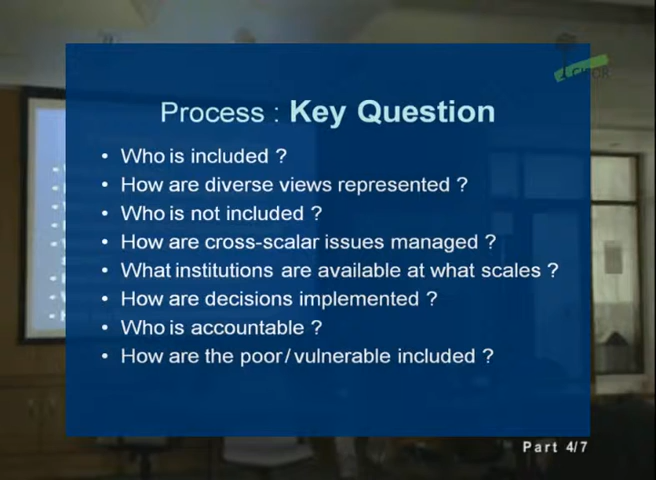 CIFOR
Process : Key Question
• Who is included ?
• How are diverse views represented ?
• Who is not included ?
• How are cross-scalar issues managed ?
• What institutions are available at what scales ?
• How are decisions implemented ?
• Who is accountable ?
• How are the poor / vulnerable included ?
Part 4/7